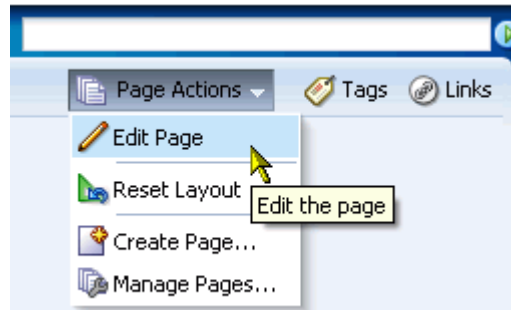 Page Actions Tags Links
Edit Page
Reset Layout
Edit the page
Create Page...
Manage Pages...